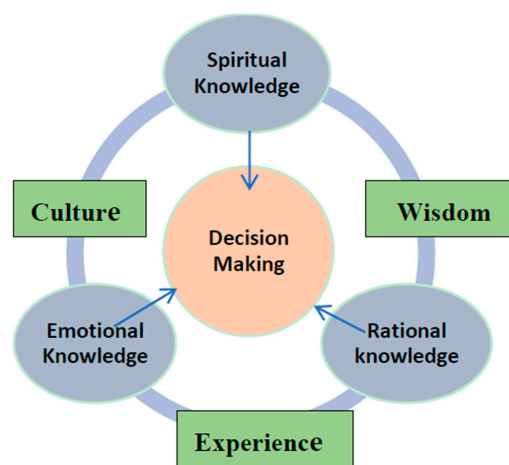 Spiritual
Knowledge
Culture
Wisdom
Decision
Making
Emotional
Knowledge
Rational
knowledge
Experience